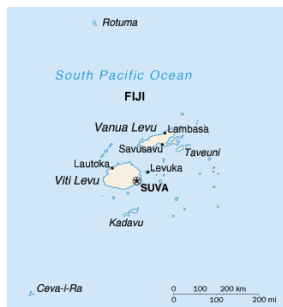 Rotuma
South Pacific Ocean
FIJI
Vanua Levu
Lambasa
Savusavu
Taveuni
Lautoka
Levuka
Viti Levu
SUVA
Kadavu
Ceva-I-Ra
0 100 200 km
0 100 200 mi